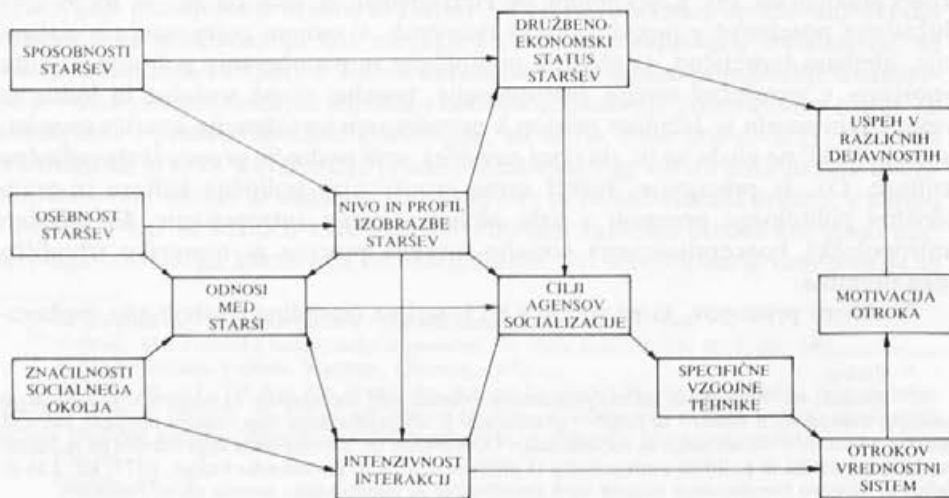 SPOSOBNOSTI
STARŠEV
DRUŽBENO-
EKONOMSKI
STATUS
STARŠEV
USPEH V
RAZLIČNIH
DEJAVNOSTIH
OSEBNOST
STARŠEV
NIVO IN PROFIL
IZOBRAZBE
STARŠEV
ODNOSI
MED
STARŠI
CILJI
AGENSOV
SOCIALIZACIJE
MOTIVACIJA
OTROKA
ZNAČILNOSTI
SOCIALNEGA
OKOLJA
SPECIFIČNE
VZGOJNE
TEHNIKE
INTENZIVNOST
INTERAKCIJ
OTROKOV
VREDNOSTNI
SISTEM